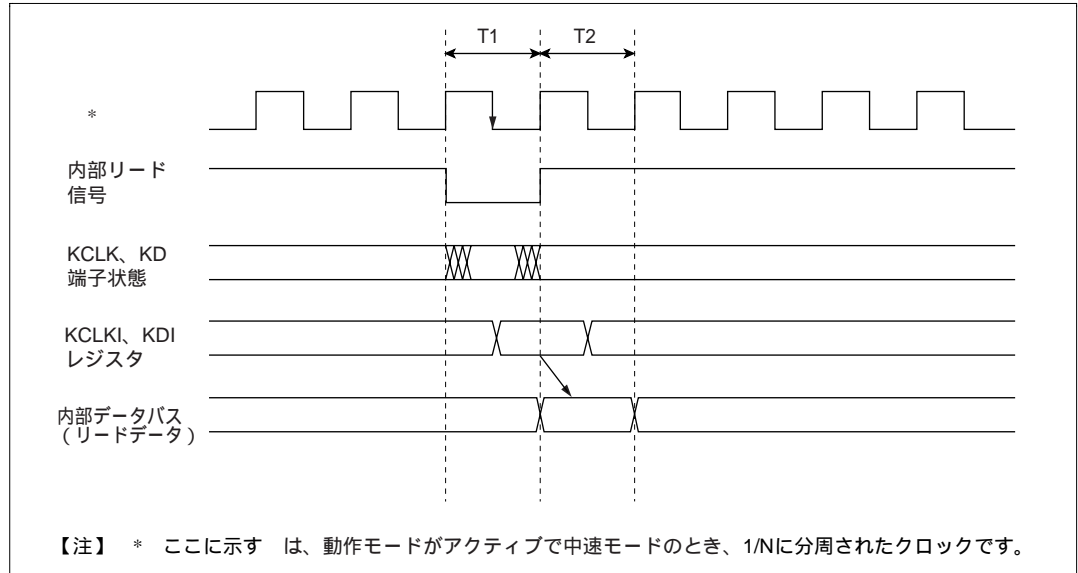 T1 T2
*
内部リード
信号
KCLK、KD
端子状態
KCLKI、KDI
レジスタ
内部データバス
（リードデータ）
【注】 * ここに示す は、動作モードがアクティブで中速モードのとき、1/Nに分周されたクロックです。